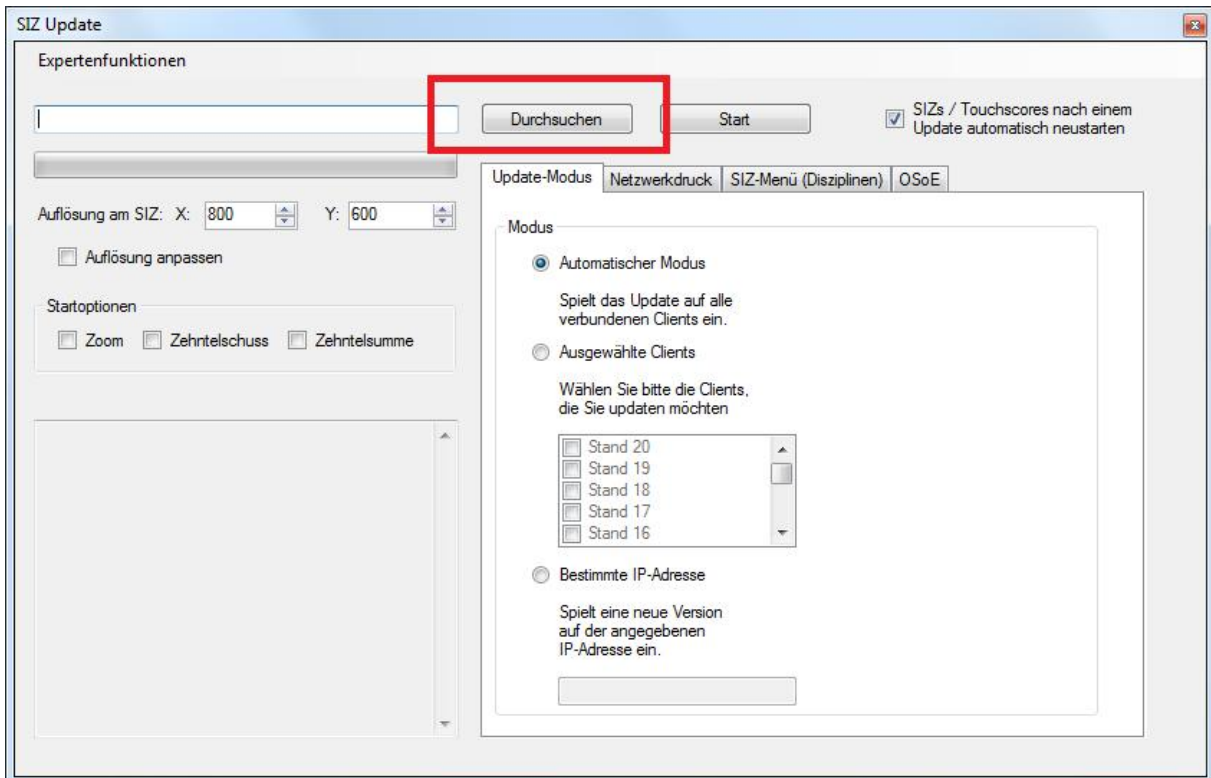 SIZ Update
Expertenfunktionen
Durchsuchen
Start
SIZs / Touchscores nach einem
Update automatisch neustarten
Update-Modus
Netzwerkdruck
SIZ-Menü (Disziplinen)
OSoE
Auflösung am SIZ: X: 800 Y: 600
Auflösung anpassen
Startoptionen
Zoom
Zehntelschuss
Zehntelsumme
Modus
Automatischer Modus
Spielt das Update auf alle
verbundenen Clients ein.
Ausgewählte Clients
Wählen Sie bitte die Clients,
die Sie updaten möchten
Stand 20
Stand 19
Stand 18
Stand 17
Stand 16
Bestimmte IP-Adresse
Spielt eine neue Version
auf der angegebenen
IP-Adresse ein.